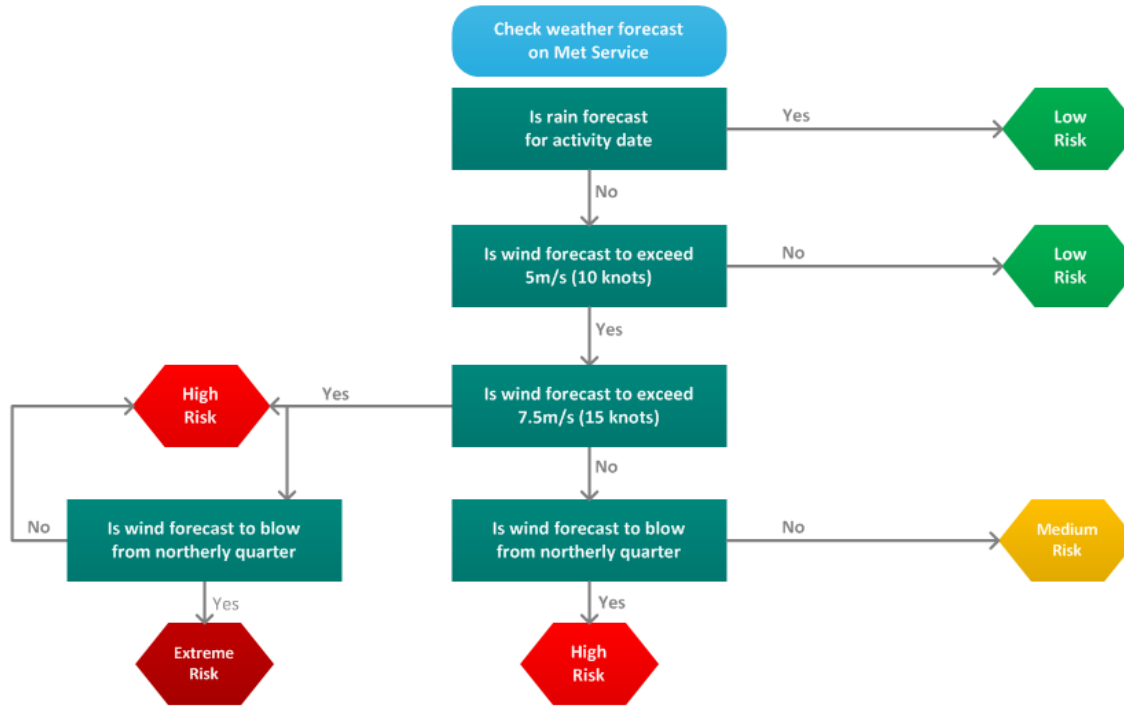 Check weather forecast
on Met Service
Is rain forecast
for activity date
Yes
Low
Risk
No
Is wind forecast to exceed
5m/s (10 knots)
No
Low
Risk
Yes
High
Risk
Yes
Is wind forecast to exceed
7.5m/s (15 knots)
No
No
Is wind forecast to blow
from northerly quarter
Is wind forecast to blow
from northerly quarter
No
Medium
Risk
Yes
Yes
Extreme
Risk
High
Risk